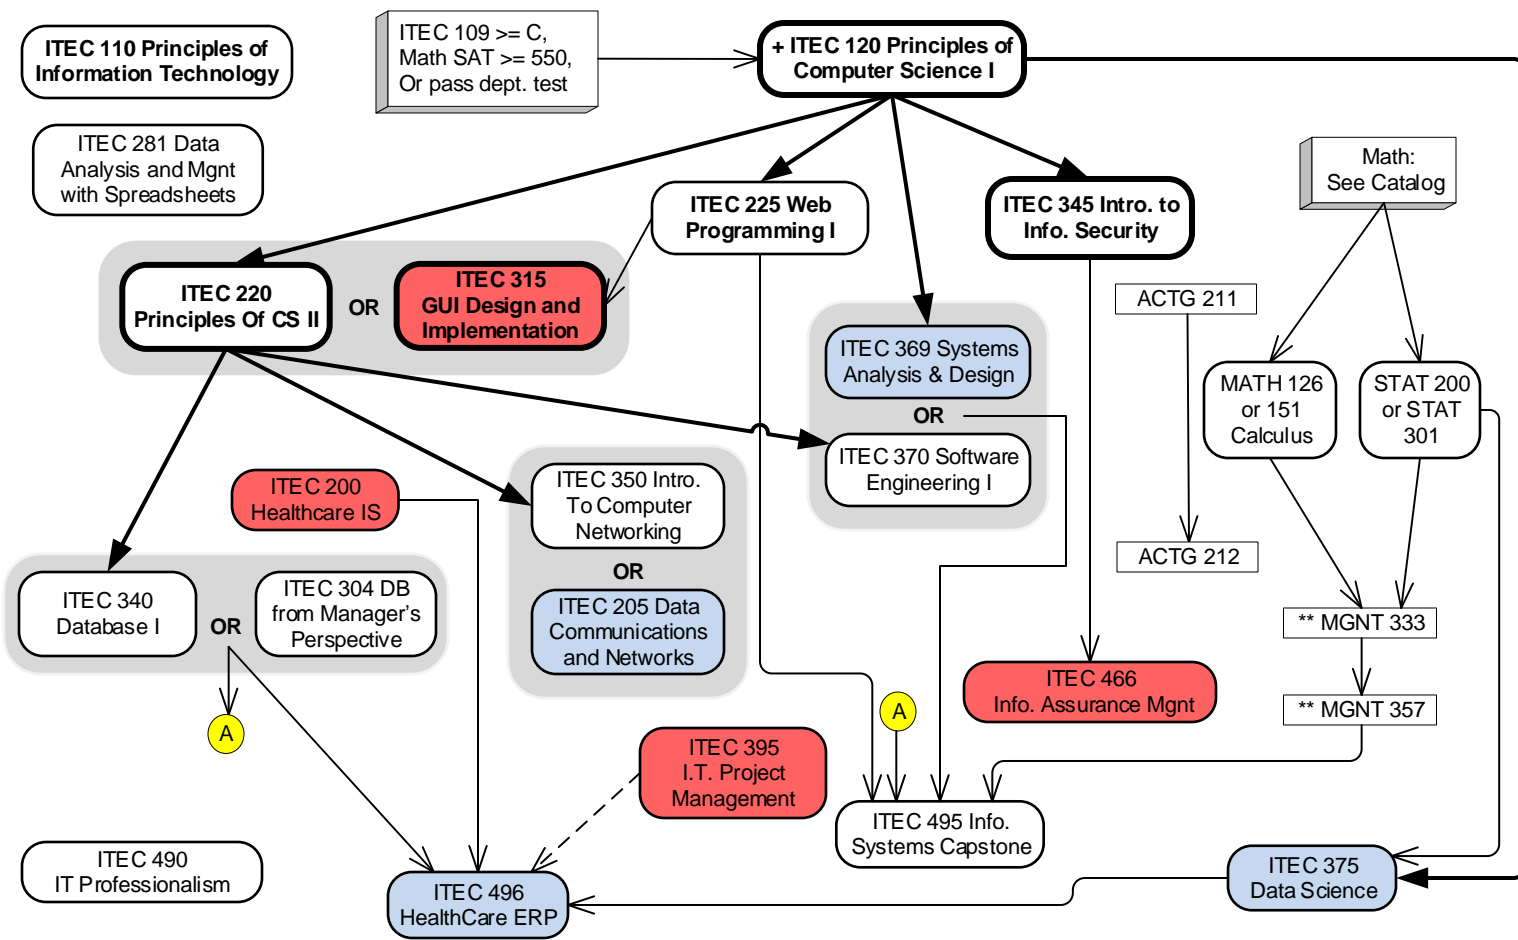 ITEC 110 Principles of
Information Technology
ITEC 109 >= C,
Math SAT >= 550,
Or pass dept. test
+ ITEC 120 Principles of
Computer Science I
ITEC 281 Data
Analysis and Mgnt
with Spreadsheets
Math:
See Catalog
ITEC 225 Web
Programming I
ITEC 345 Intro. to
Info. Security
ITEC 220
Principles Of CS II
OR
ITEC 315
GUI Design and
Implementation
ACTG 211
ITEC 369 Systems
Analysis & Design
OR
ITEC 370 Software
Engineering I
MATH 126
or 151
Calculus
STAT 200
or STAT
301
ITEC 200
Healthcare IS
ITEC 350 Intro.
To Computer
Networking
OR
ITEC 205 Data
Communications
and Networks
ACTG 212
ITEC 340
Database I
OR
ITEC 304 DB
from Manager's
Perspective
** MGNT 333
ITEC 466
Info. Assurance Mgnt
** MGNT 357
A
A
ITEC 395
I.T. Project
Management
ITEC 495 Info.
Systems Capstone
ITEC 490
IT Professionalism
ITEC 496
HealthCare ERP
ITEC 375
Data Science